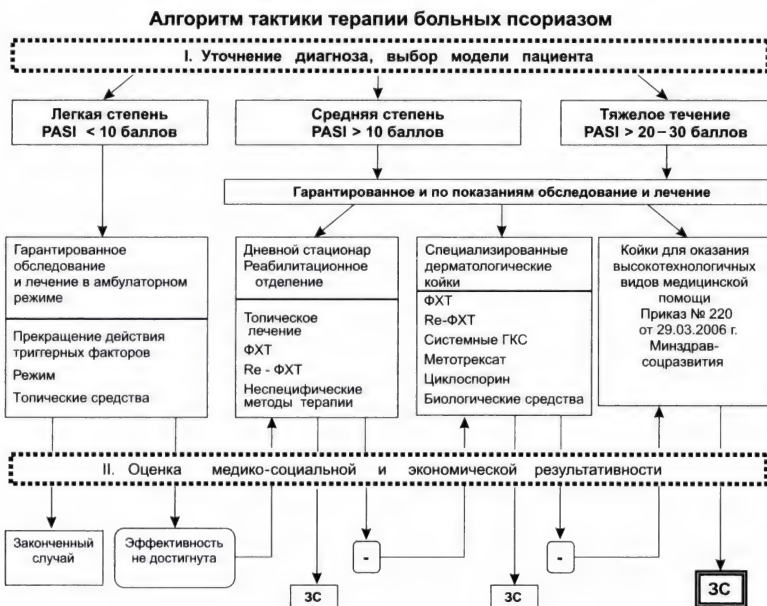 Алгоритм тактики терапии больных псориазом
I. Уточнение диагноза, выбор модели пациента
Легкая степень
PASI < 10 баллов
Средняя степень
PASI > 10 баллов
Тяжелое течение
PASI > 20 – 30 баллов
Гарантированное и по показаниям обследование и лечение
Гарантированное
обследование
и лечение в амбулаторном
режиме
Прекращение действия
триггерных факторов
Режим
Топические средства
Дневной стационар
Реабилитационное
отделение
Топическое
лечение
ФХТ
Re - ФХТ
Неспецифические
методы терапии
Специализированные
дерматологические
койки
ФХТ
Re-ФХТ
Системные ГКС
Метотрексат
Циклоспорин
Биологические средства
Койки для оказания
высокотехнологичных
видов медицинской
помощи
Приказ № 220
от 29.03.2006 г.
Минздрав-
соцразвития
II. Оценка медико-социальной и экономической результативности
Законченный
случай
Эффективность
не достигнута
-
-
ЗС
ЗС
ЗС